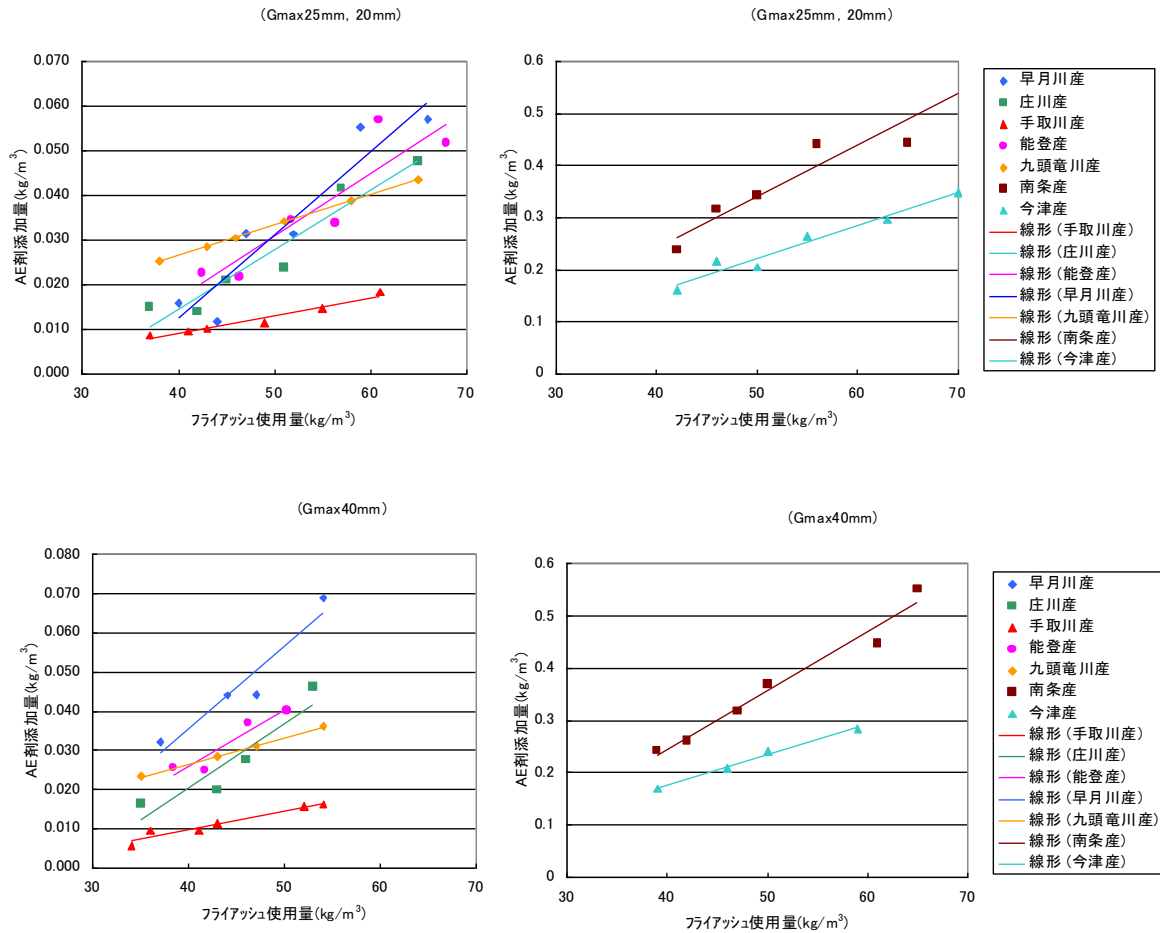 (Gmax25mm, 20mm)
AE剤添加量(kg/m³)
0.070
0.060
0.050
0.040
0.030
0.020
0.010
0.000
30
40
50
60
70
フライアッシュ使用量(kg/m³)
(Gmax25mm, 20mm)
AE剤添加量(kg/m³)
0.6
0.5
0.4
0.3
0.2
0.1
0
30
40
50
60
70
フライアッシュ使用量(kg/m³)
早月川産
庄川産
手取川産
能登産
九頭竜川産
南条産
今津産
線形(手取川産)
線形(庄川産)
線形(能登産)
線形(早月川産)
線形(九頭竜川産)
線形(南条産)
線形(今津産)
(Gmax40mm)
AE剤添加量(kg/m³)
0.080
0.070
0.060
0.050
0.040
0.030
0.020
0.010
0.000
30
40
50
60
70
フライアッシュ使用量(kg/m³)
(Gmax40mm)
AE剤添加量(kg/m³)
0.6
0.5
0.4
0.3
0.2
0.1
0
30
40
50
60
70
フライアッシュ使用量(kg/m³)
早月川産
庄川産
手取川産
能登産
九頭竜川産
南条産
今津産
線形(手取川産)
線形(庄川産)
線形(能登産)
線形(早月川産)
線形(九頭竜川産)
線形(南条産)
線形(今津産)